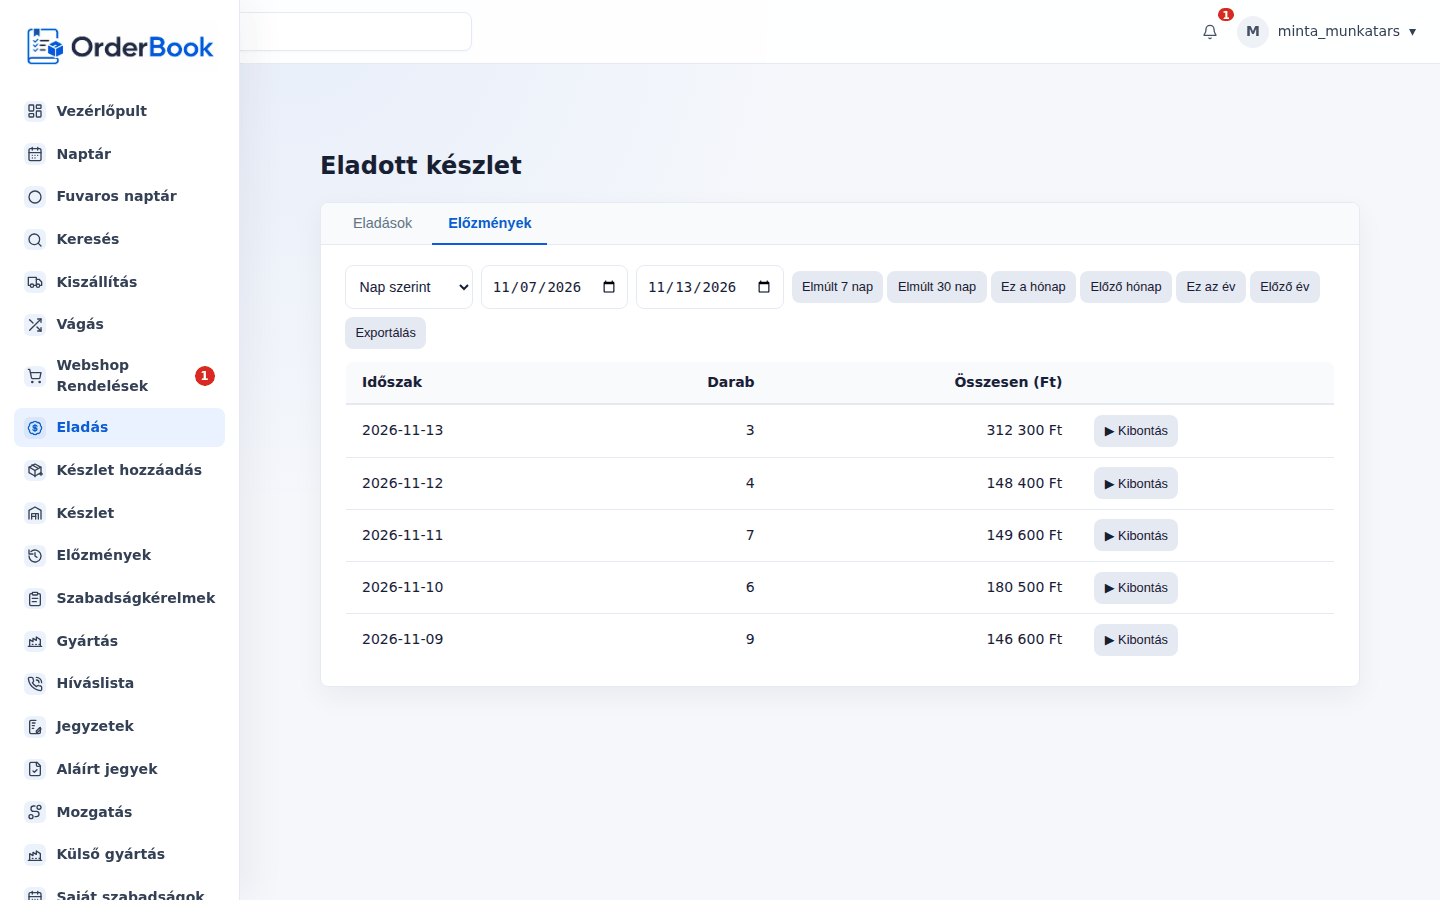 OrderBook
1
M
minta_munkatars ▼
Vezérlőpult
Naptár
Fuvaros naptár
Keresés
Kiszállítás
Vágás
Webshop
Rendelések
1
Eladás
Készlet hozzáadás
Készlet
Előzmények
Szabadságkérelmek
Gyártás
Híváslista
Jegyzetek
Aláírt jegyek
Mozgatás
Külső gyártás
Saját szabadságok
Eladott készlet
Eladások Előzmények
Nap szerint 11/07/2026 11/13/2026 Elmúlt 7 nap Elmúlt 30 nap Ez a hónap Előző hónap Ez az év Előző év
Exportálás
Időszak Darab Összesen (Ft)
2026-11-13 3 312 300 Ft ▶ Kibontás
2026-11-12 4 148 400 Ft ▶ Kibontás
2026-11-11 7 149 600 Ft ▶ Kibontás
2026-11-10 6 180 500 Ft ▶ Kibontás
2026-11-09 9 146 600 Ft ▶ Kibontás